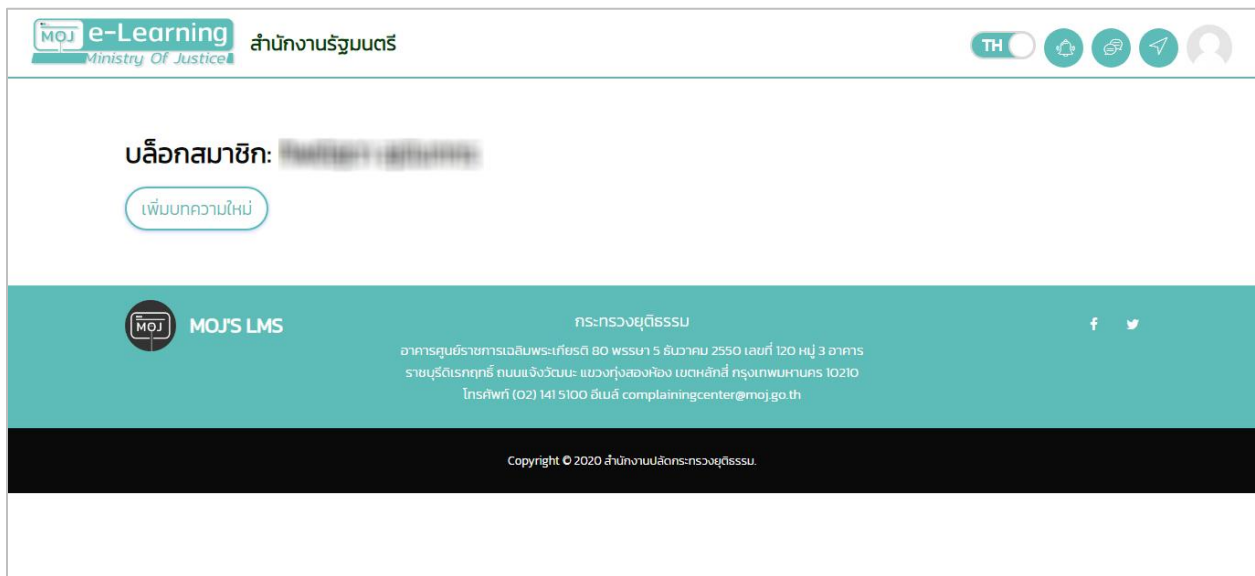 MOJ e-Learning
Ministry Of Justice
สำนักงานรัฐมนตรี
TH
บล็อกสมาชิก:
เพิ่มบทความใหม่
MOJ
MOJ'S LMS
กระทรวงยุติธรรม
อาคารศูนย์ราชการเฉลิมพระเกียรติ 80 พรรษา 5 ธันวาคม 2550 เลขที่ 120 หมู่ 3 อาคาร
ราชบุรีดิเรกฤทธิ์ ถนนแจ้งวัฒนะ แขวงทุ่งสองห้อง เขตหลักสี่ กรุงเทพมหานคร 10210
โทรศัพท์ (02) 141 5100 อีเมล์ complainingcenter@moj.go.th
Copyright © 2020 สำนักงานปลัดกระทรวงยุติธรรม.